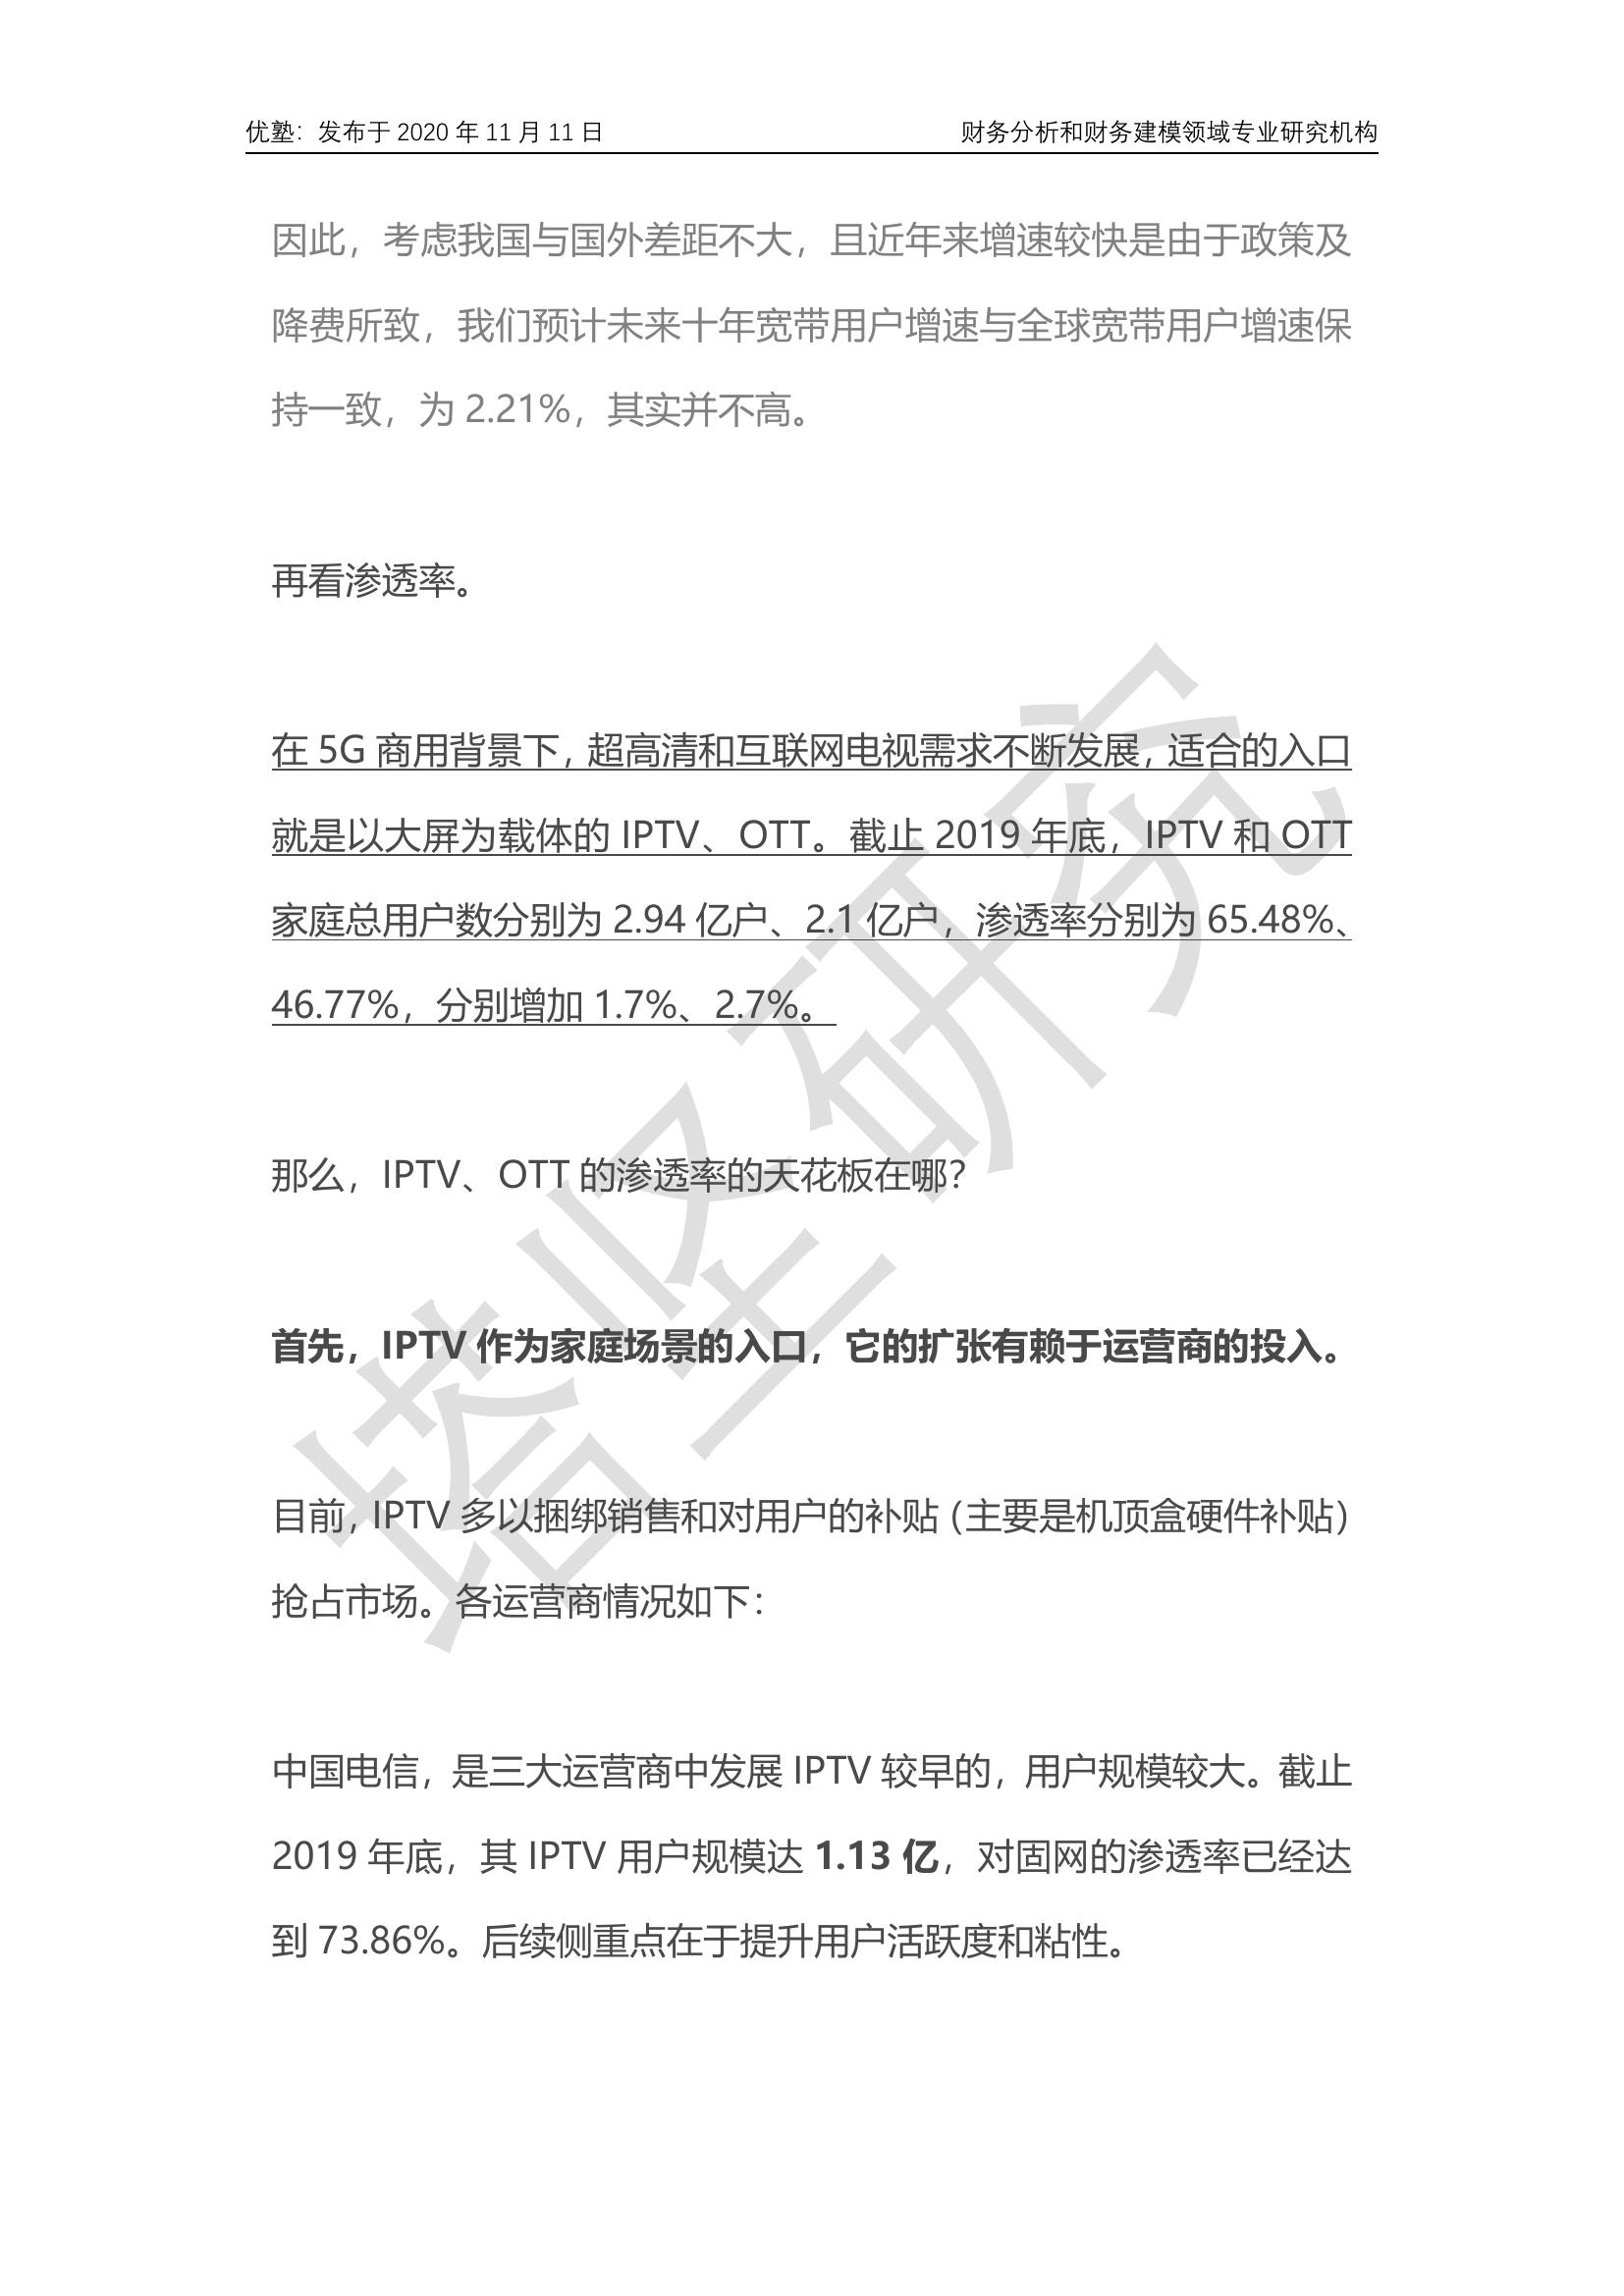 优塾：发布于 2020 年 11 月 11 日 财务分析和财务建模领域专业研究机构
因此，考虑我国与国外差距不大，且近年来增速较快是由于政策及
降费所致，我们预计未来十年宽带用户增速与全球宽带用户增速保
持一致，为 2.21%，其实并不高。
再看渗透率。
在 5G 商用背景下，超高清和互联网电视需求不断发展，适合的入口
就是以大屏为载体的 IPTV、OTT。截止 2019 年底，IPTV 和 OTT
家庭总用户数分别为 2.94 亿户、2.1 亿户，渗透率分别为 65.48%、
46.77%，分别增加 1.7%、2.7%。
那么，IPTV、OTT 的渗透率的天花板在哪？
首先，IPTV 作为家庭场景的入口，它的扩张有赖于运营商的投入。
目前，IPTV 多以捆绑销售和对用户的补贴（主要是机顶盒硬件补贴）
抢占市场。各运营商情况如下：
中国电信，是三大运营商中发展 IPTV 较早的，用户规模较大。截止
2019 年底，其 IPTV 用户规模达 1.13 亿，对固网的渗透率已经达
到 73.86%。后续侧重点在于提升用户活跃度和粘性。
塔坚研究